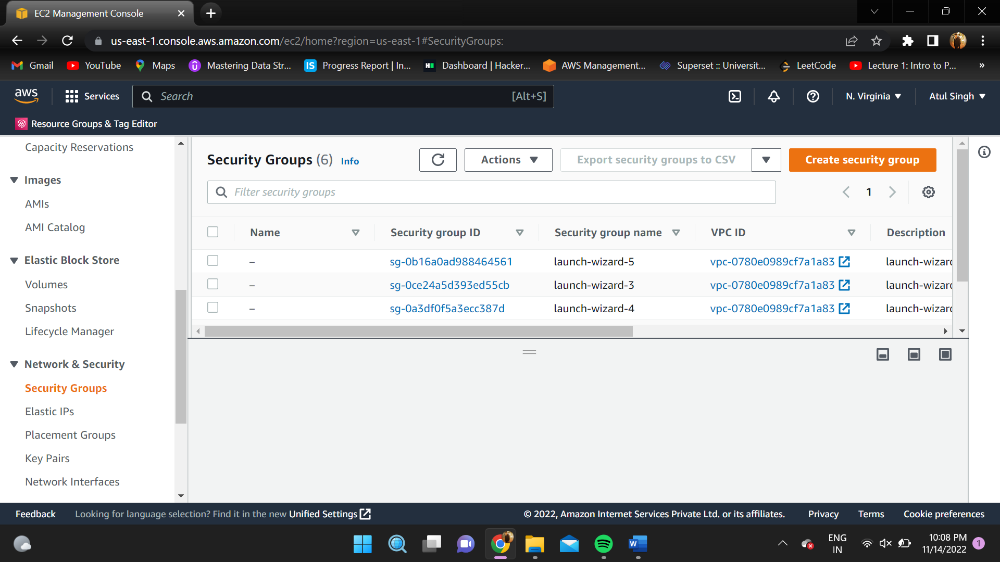 EC2 Management Console
us-east-1.console.aws.amazon.com/ec2/home?region=us-east-1#SecurityGroups:
Gmail YouTube Maps Mastering Data Str... Progress Report | In... Dashboard | Hacker... AWS Management... Superset :: Universit... LeetCode Lecture 1: Intro to P... »
aws Services Search [Alt+S] N. Virginia Atul Singh
Resource Groups & Tag Editor
Capacity Reservations
Images
AMIs
AMI Catalog
Elastic Block Store
Volumes
Snapshots
Lifecycle Manager
Network & Security
Security Groups
Elastic IPs
Placement Groups
Key Pairs
Network Interfaces
Security Groups (6) Info Actions Export security groups to CSV Create security group
Filter security groups 1
Name Security group ID Security group name VPC ID Description
– sg-0b16a0ad988464561 launch-wizard-5 vpc-0780e0989cf7a1a83 launch-wizard
– sg-0ce24a5d393ed55cb launch-wizard-3 vpc-0780e0989cf7a1a83 launch-wizard
– sg-0a3df0f5a3ecc387d launch-wizard-4 vpc-0780e0989cf7a1a83 launch-wizard
Feedback Looking for language selection? Find it in the new Unified Settings © 2022, Amazon Internet Services Private Ltd. or its affiliates. Privacy Terms Cookie preferences
ENG 10:08 PM 1
IN 11/14/2022